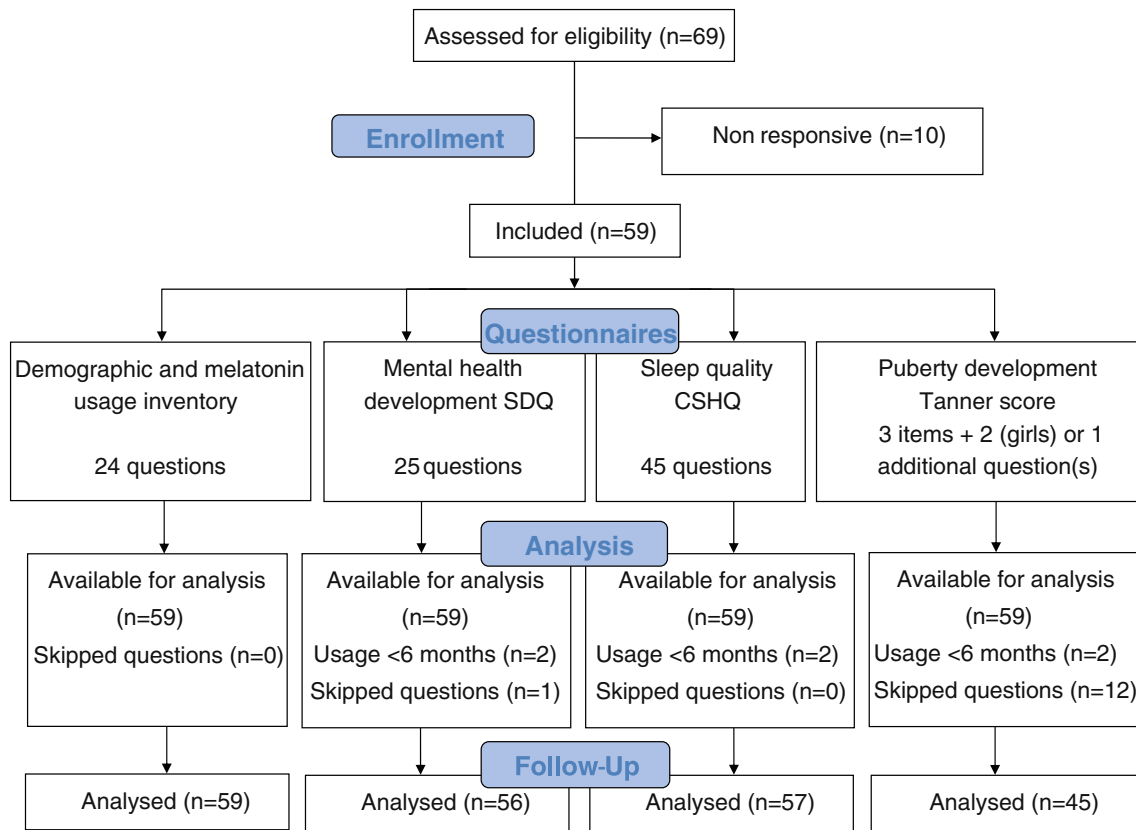 Assessed for eligibility (n=69)
Enrollment
Non responsive (n=10)
Included (n=59)
Questionnaires
Demographic and melatonin
usage inventory
24 questions
Mental health
development SDQ
25 questions
Sleep quality
CSHQ
45 questions
Puberty development
Tanner score
3 items + 2 (girls) or 1
additional question(s)
Analysis
Available for analysis
(n=59)
Skipped questions (n=0)
Available for analysis
(n=59)
Usage <6 months (n=2)
Skipped questions (n=1)
Available for analysis
(n=59)
Usage <6 months (n=2)
Skipped questions (n=0)
Available for analysis
(n=59)
Usage <6 months (n=2)
Skipped questions (n=12)
Follow-Up
Analysed (n=59)
Analysed (n=56)
Analysed (n=57)
Analysed (n=45)